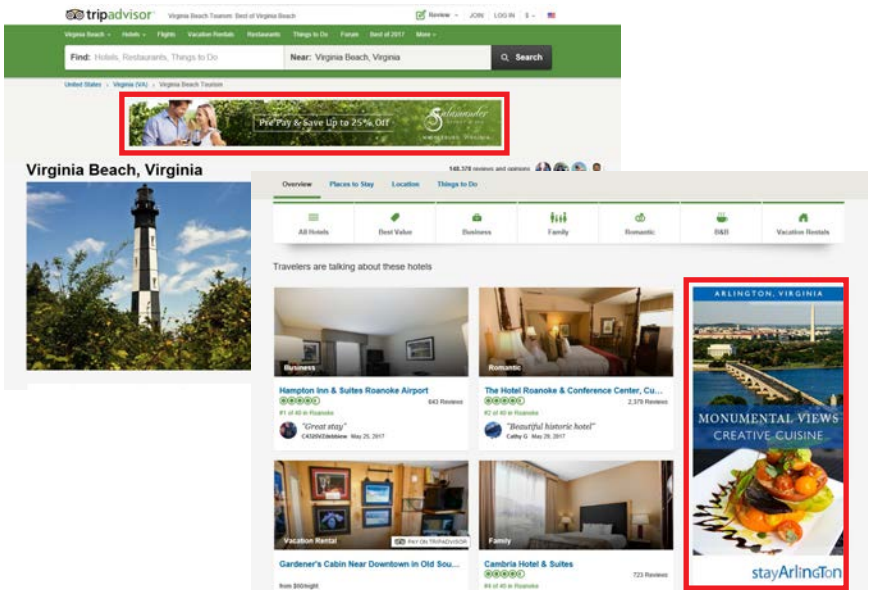 tripadvisor
Virginia Beach Tourism: Best of Virginia Beach
Review
JOIN
LOG IN
$
Virginia Beach
Hotels
Flights
Vacation Rentals
Restaurants
Things to Do
Forum
Best of 2017
More
Find: Hotels, Restaurants, Things to Do
Near: Virginia Beach, Virginia
Search
United States › Virginia (VA) › Virginia Beach Tourism
Pre Pay & Save Up to 25% Off
Salamander
Virginia Beach, Virginia
148,378 reviews and opinions
Overview
Places to Stay
Location
Things to Do
All Hotels
Best Value
Business
Family
Romantic
B&B
Vacation Rentals
Travelers are talking about these hotels
Business
Hampton Inn & Suites Roanoke Airport
843 Reviews
#1 of 40 in Roanoke
"Great stay"
May 25, 2017
Romantic
The Hotel Roanoke & Conference Center, Cu...
2,379 Reviews
#2 of 40 in Roanoke
"Beautiful historic hotel"
Cathy G May 29, 2017
Vacation Rental
PAY ON TRIPADVISOR
Gardener's Cabin Near Downtown in Old Sou...
from $60/night
Family
Cambria Hotel & Suites
723 Reviews
#4 of 40 in Roanoke
ARLINGTON, VIRGINIA
MONUMENTAL VIEWS
CREATIVE CUISINE
stayArlington